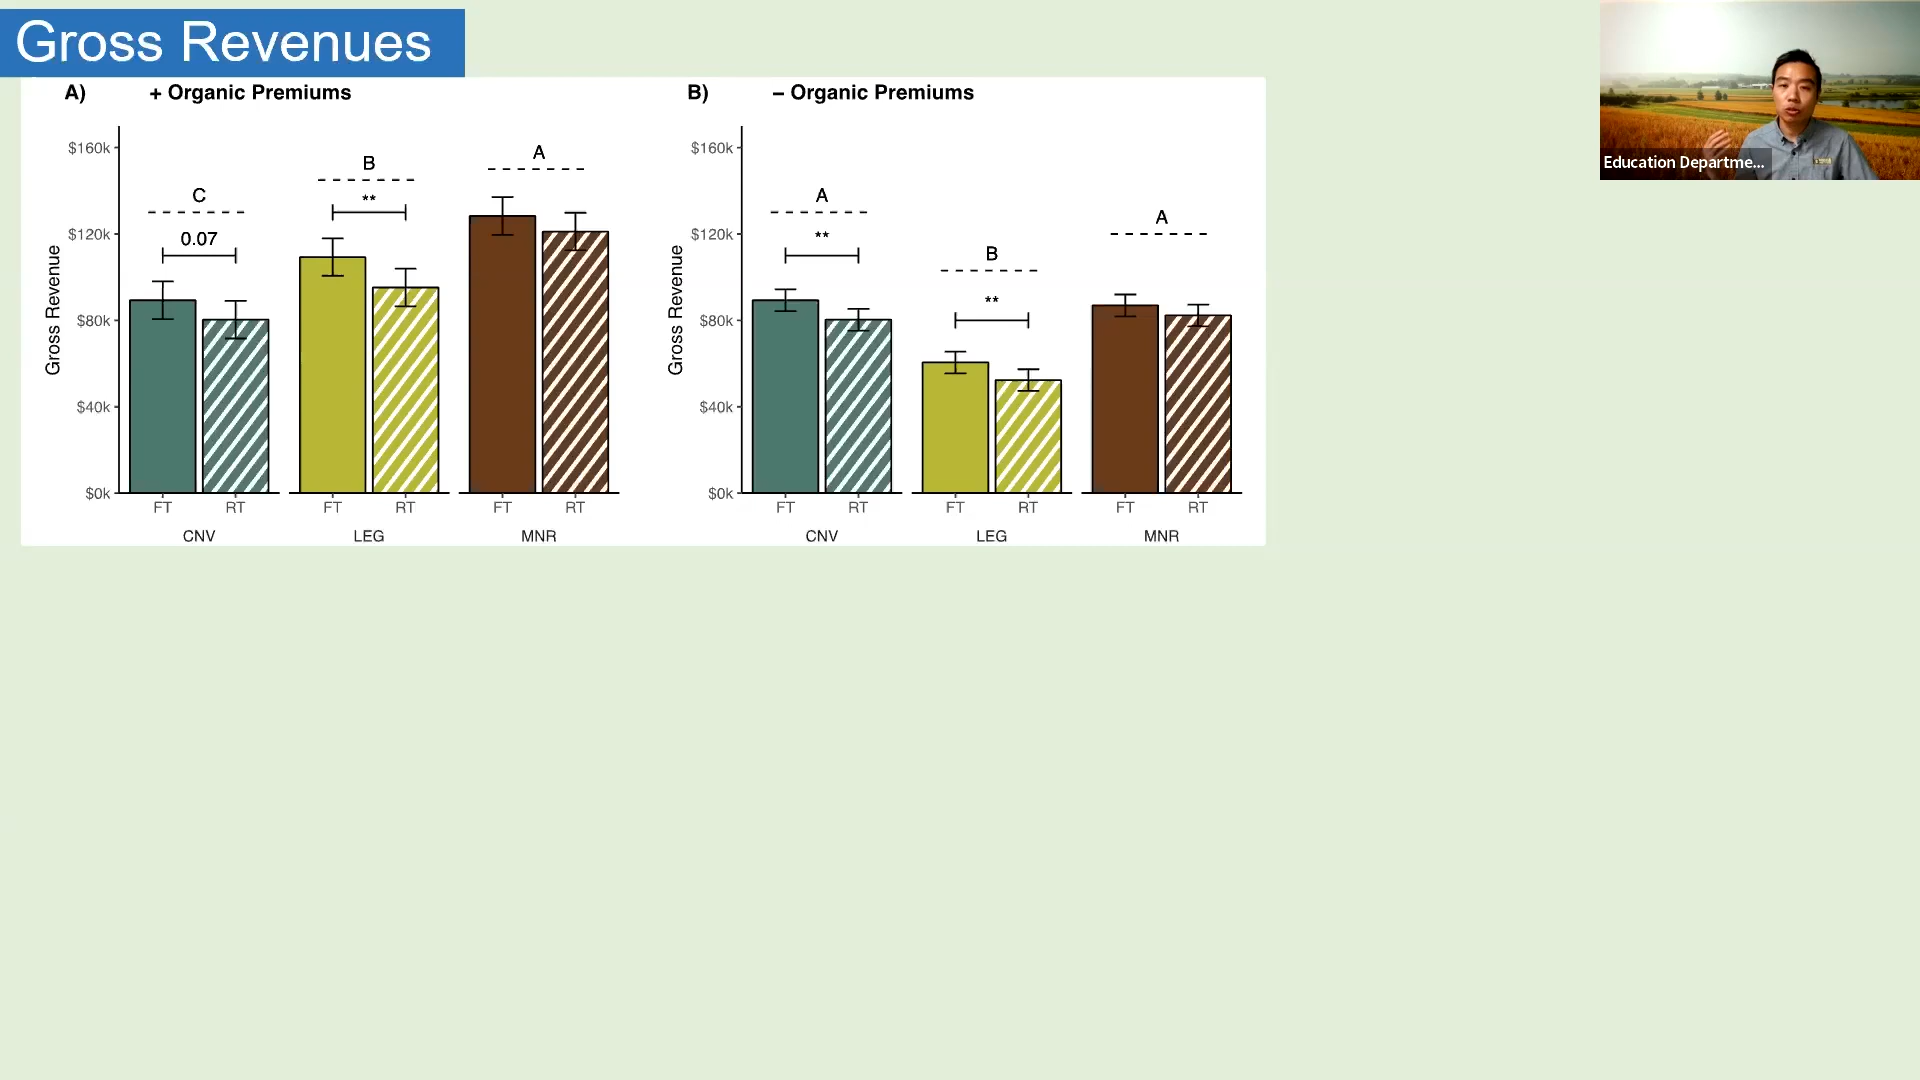 Gross Revenues
A) + Organic Premiums
$160k
$120k
$80k
$40k
$0k
Gross Revenue
C
0.07
B
**
A
FT RT FT RT FT RT
CNV LEG MNR
B) – Organic Premiums
$160k
$120k
$80k
$40k
$0k
Gross Revenue
A
**
B
**
A
FT RT FT RT FT RT
CNV LEG MNR
Education Departme...